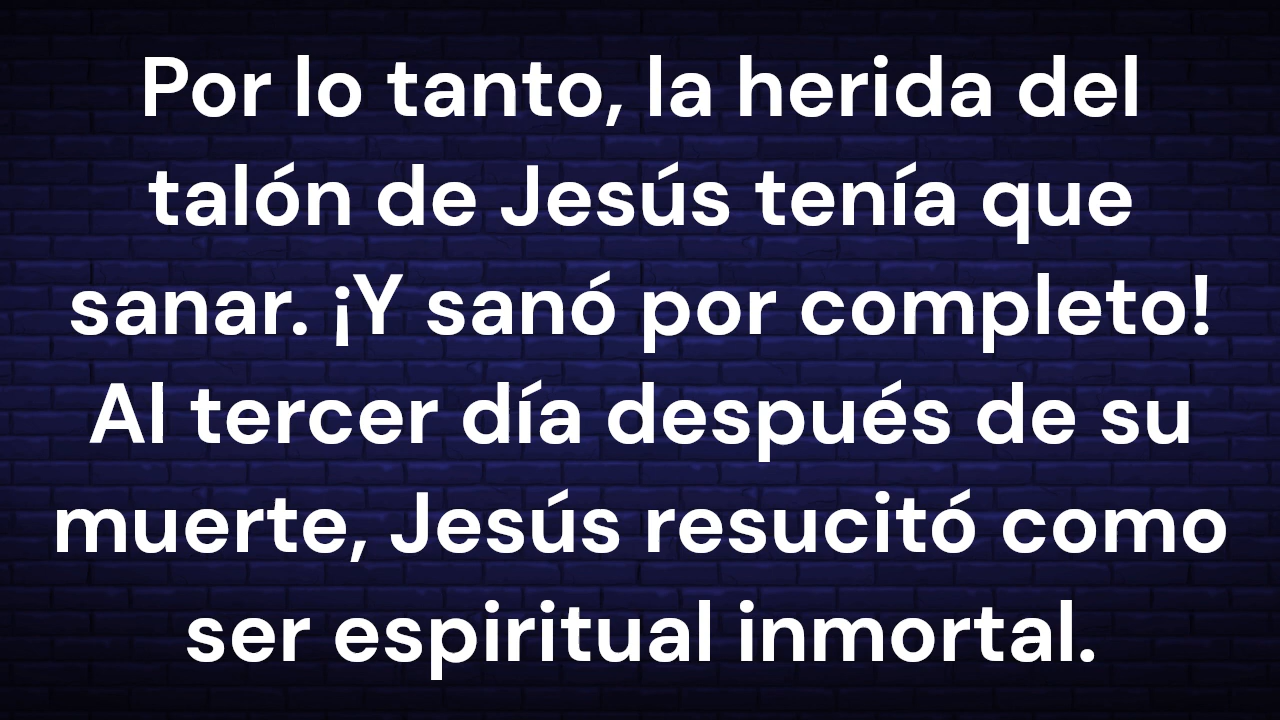 Por lo tanto, la herida del
talón de Jesús tenía que
sanar. ¡Y sanó por completo!
Al tercer día después de su
muerte, Jesús resucitó como
ser espiritual inmortal.